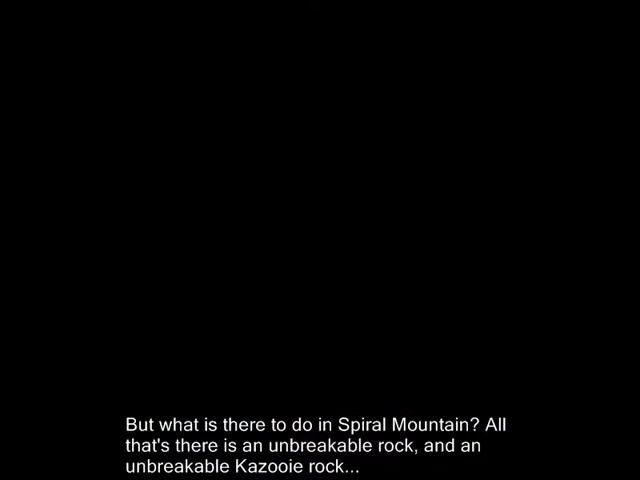 But what is there to do in Spiral Mountain? All
that's there is an unbreakable rock, and an
unbreakable Kazooie rock...